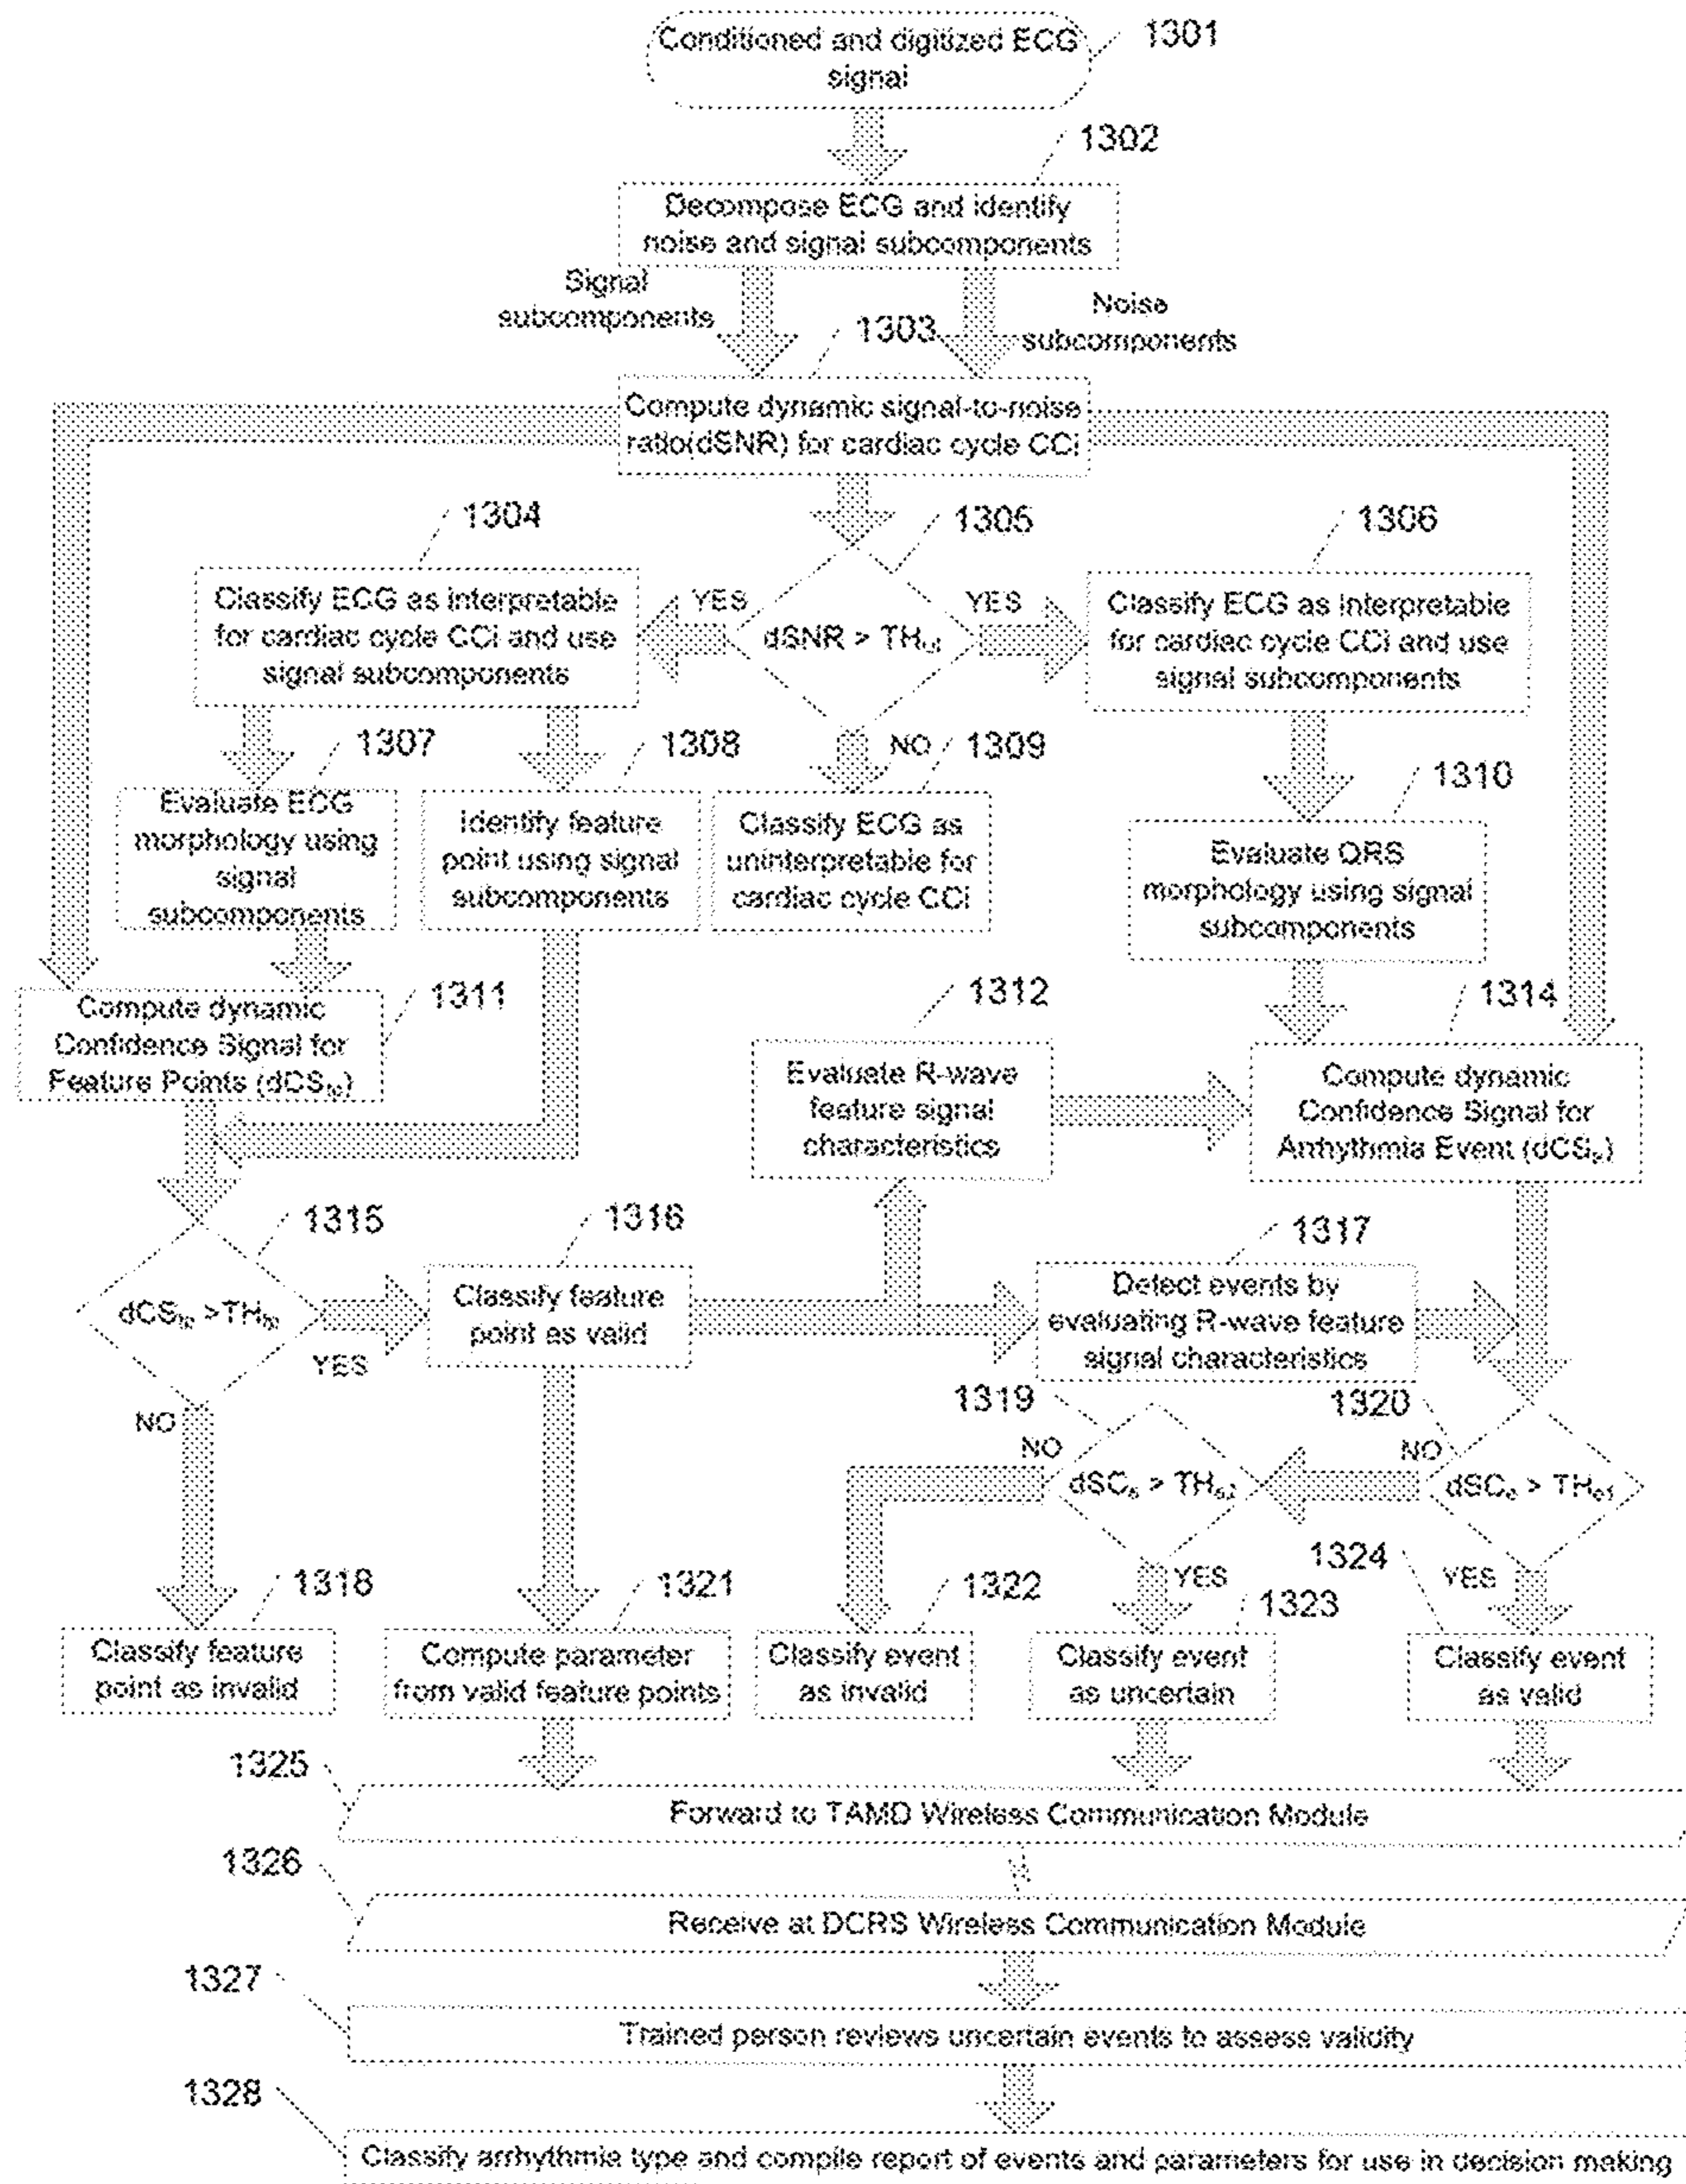 Conditioned and digitized ECG
signal
1301
1302
Decompose ECG and identify
noise and signal subcomponents
Signal
subcomponents
Noise
subcomponents
1303
Compute dynamic signal-to-noise
ratio(dSNR) for cardiac cycle CCi
1304
1305
1306
Classify ECG as interpretable
for cardiac cycle CCi and use
signal subcomponents
YES
dSNR > TH
YES
Classify ECG as interpretable
for cardiac cycle CCi and use
signal subcomponents
1307
1308
NO
1309
1310
Evaluate ECG
morphology using
signal
subcomponents
Identify feature
point using signal
subcomponents
Classify ECG as
uninterpretable for
cardiac cycle CCi
Evaluate QRS
morphology using signal
subcomponents
1311
1312
1314
Compute dynamic
Confidence Signal for
Feature Points (dCSfp)
Evaluate R-wave
feature signal
characteristics
Compute dynamic
Confidence Signal for
Arrhythmia Event (dCSe)
1315
1316
1317
dCSfp >THfp
YES
Classify feature
point as valid
Detect events by
evaluating R-wave feature
signal characteristics
NO
1319
1320
NO
dSCe > THe2
NO
dSCe > THe1
1318
1321
1322
YES
1323
1324
YES
Classify feature
point as invalid
Compute parameter
from valid feature points
Classify event
as invalid
Classify event
as uncertain
Classify event
as valid
1325
Forward to TAMD Wireless Communication Module
1326
Receive at DCRS Wireless Communication Module
1327
Trained person reviews uncertain events to assess validity
1328
Classify arrhythmia type and compile report of events and parameters for use in decision making